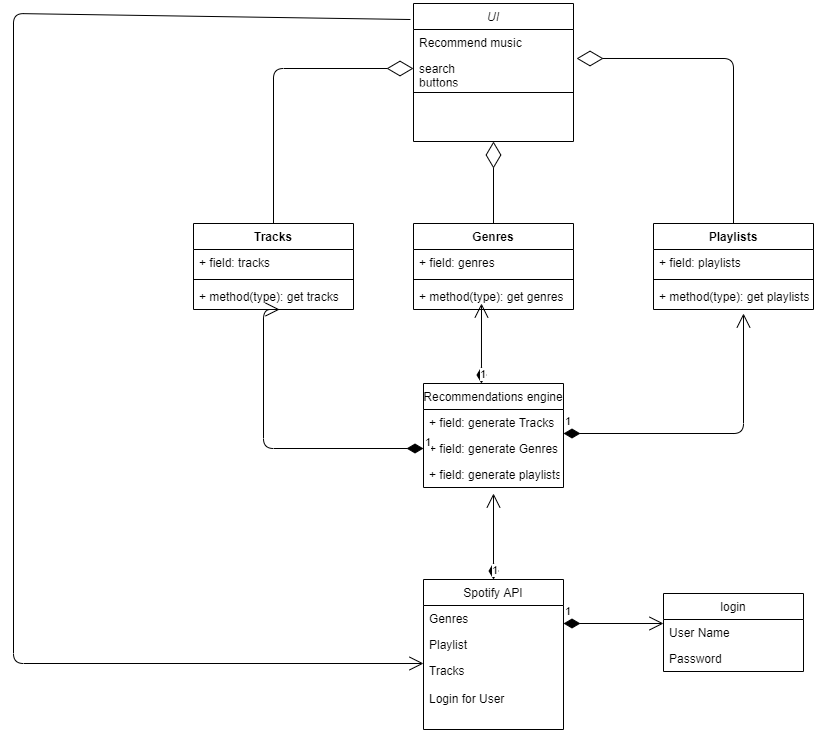 UI
Recommend music
search
buttons
Tracks
+ field: tracks
+ method(type): get tracks
Genres
+ field: genres
+ method(type): get genres
Playlists
+ field: playlists
+ method(type): get playlists
1
Recommendations engine
+ field: generate Tracks
1
1
+ field: generate Genres
+ field: generate playlists
1
Spotify API
Genres
Playlist
Tracks
Login for User
1
login
User Name
Password